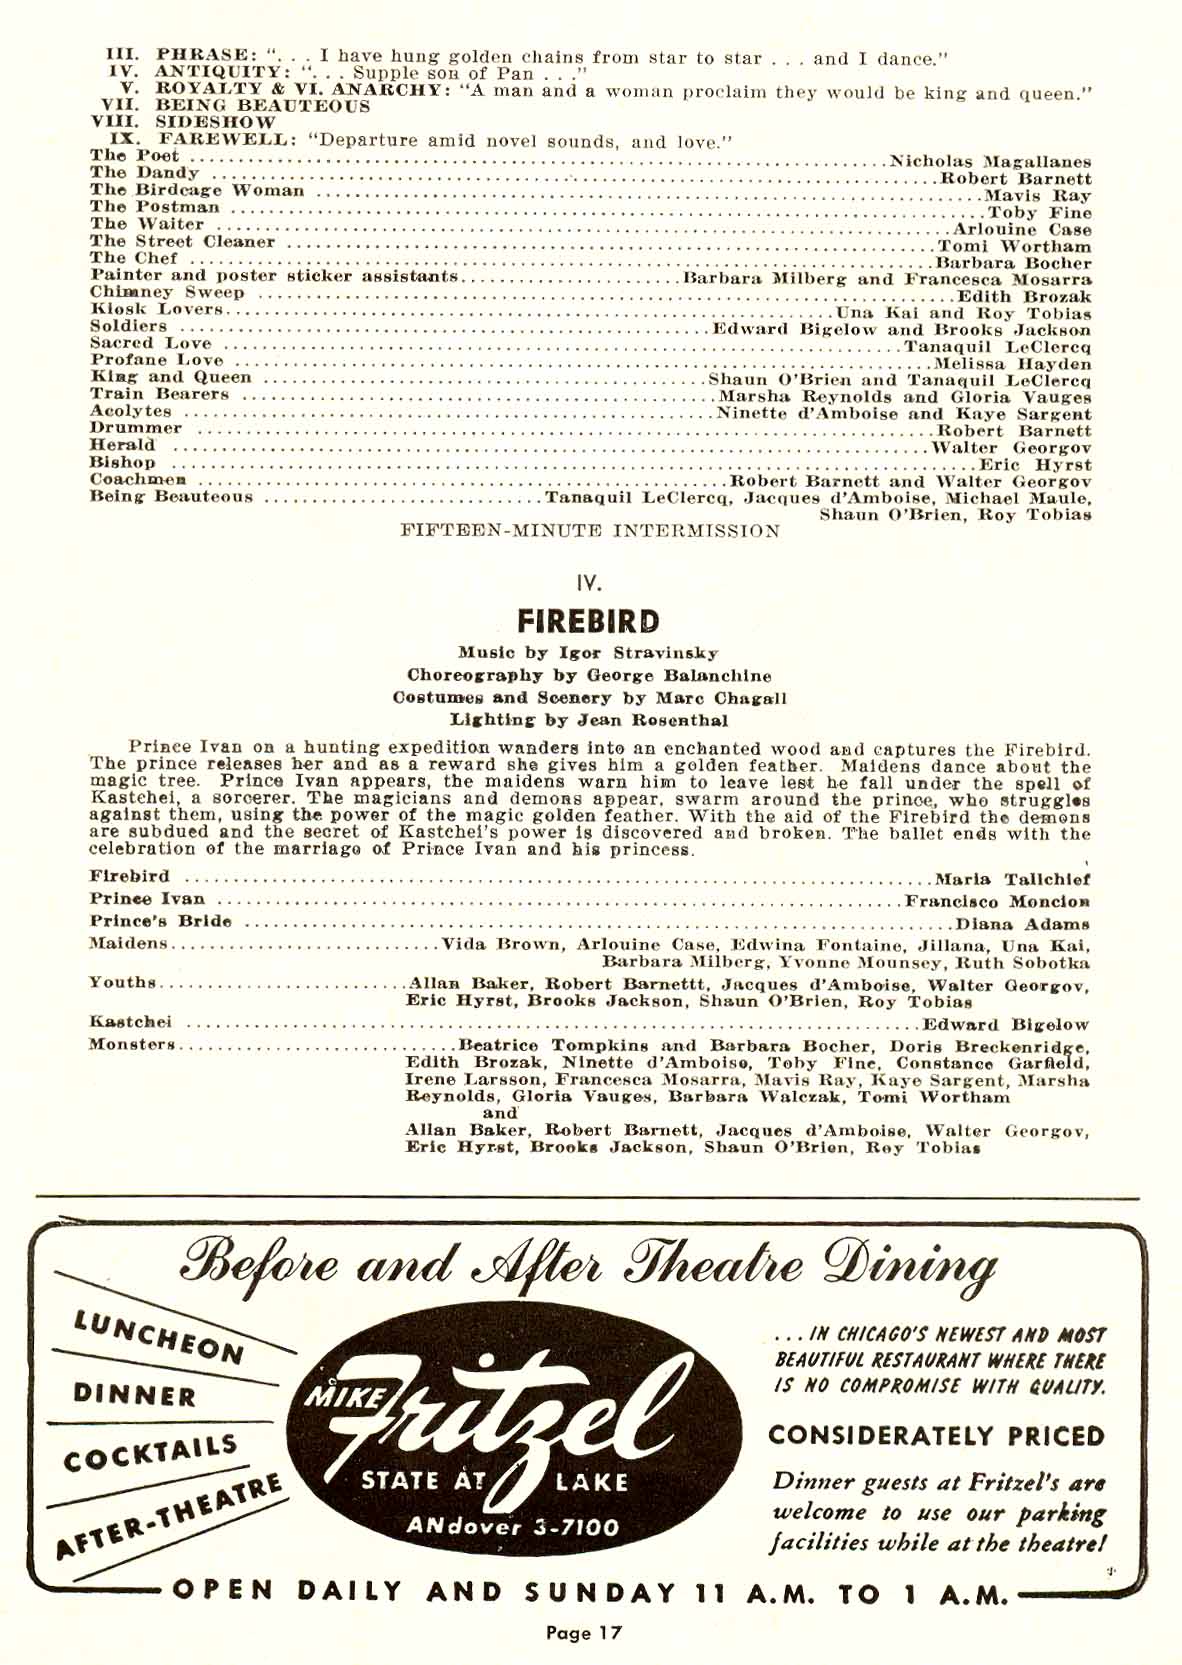 III. PHRASE: ". . . I have hung golden chains from star to star . . . and I dance."
IV. ANTIQUITY: ". . . Supple son of Pan . . ."
V. ROYALTY & VI. ANARCHY: "A man and a woman proclaim they would be king and queen."
VII. BEING BEAUTEOUS
VIII. SIDESHOW
IX. FAREWELL: "Departure amid novel sounds, and love."
The Poet ........ Nicholas Magallanes
The Dandy ........ Robert Barnett
The Birdcage Woman ........ Mavis Ray
The Postman ........ Toby Fine
The Waiter ........ Arlouine Case
The Street Cleaner ........ Tomi Wortham
The Chef ........ Barbara Bocher
Painter and poster sticker assistants ........ Barbara Milberg and Francesca Mosarra
Chimney Sweep ........ Edith Brozak
Kiosk Lovers ........ Una Kai and Roy Tobias
Soldiers ........ Edward Bigelow and Brooks Jackson
Sacred Love ........ Tanaquil LeClercq
Profane Love ........ Melissa Hayden
King and Queen ........ Shaun O'Brien and Tanaquil LeClercq
Train Bearers ........ Marsha Reynolds and Gloria Vauges
Acolytes ........ Ninette d'Amboise and Kaye Sargent
Drummer ........ Robert Barnett
Herald ........ Walter Georgov
Bishop ........ Eric Hyrst
Coachmen ........ Robert Barnett and Walter Georgov
Being Beauteous ........ Tanaquil LeClercq, Jacques d'Amboise, Michael Maule,
Shaun O'Brien, Roy Tobias
FIFTEEN-MINUTE INTERMISSION
IV.
FIREBIRD
Music by Igor Stravinsky
Choreography by George Balanchine
Costumes and Scenery by Marc Chagall
Lighting by Jean Rosenthal
Prince Ivan on a hunting expedition wanders into an enchanted wood and captures the Firebird.
The prince releases her and as a reward she gives him a golden feather. Maidens dance about the
magic tree. Prince Ivan appears, the maidens warn him to leave lest he fall under the spell of
Kastchei, a sorcerer. The magicians and demons appear, swarm around the prince, who struggles
against them, using the power of the magic golden feather. With the aid of the Firebird the demons
are subdued and the secret of Kastchei's power is discovered and broken. The ballet ends with the
celebration of the marriage of Prince Ivan and his princess.
Firebird ........ Maria Tallchief
Prince Ivan ........ Francisco Moncion
Prince's Bride ........ Diana Adams
Maidens ........ Vida Brown, Arlouine Case, Edwina Fontaine, Jillana, Una Kai,
Barbara Milberg, Yvonne Mounsey, Ruth Sobotka
Youths ........ Allan Baker, Robert Barnettt, Jacques d'Amboise, Walter Georgov,
Eric Hyrst, Brooks Jackson, Shaun O'Brien, Roy Tobias
Kastchei ........ Edward Bigelow
Monsters ........ Beatrice Tompkins and Barbara Bocher, Doris Breckenridge,
Edith Brozak, Ninette d'Amboise, Toby Fine, Constance Garfield,
Irene Larsson, Francesca Mosarra, Mavis Ray, Kaye Sargent, Marsha
Reynolds, Gloria Vauges, Barbara Walczak, Tomi Wortham
and
Allan Baker, Robert Barnett, Jacques d'Amboise, Walter Georgov,
Eric Hyrst, Brooks Jackson, Shaun O'Brien, Roy Tobias
Before and After Theatre Dining
LUNCHEON
DINNER
COCKTAILS
AFTER-THEATRE
MIKE Fritzel
STATE AT LAKE
ANdover 3-7100
...IN CHICAGO'S NEWEST AND MOST
BEAUTIFUL RESTAURANT WHERE THERE
IS NO COMPROMISE WITH QUALITY.
CONSIDERATELY PRICED
Dinner guests at Fritzel's are
welcome to use our parking
facilities while at the theatre!
OPEN DAILY AND SUNDAY 11 A.M. TO 1 A.M.
Page 17